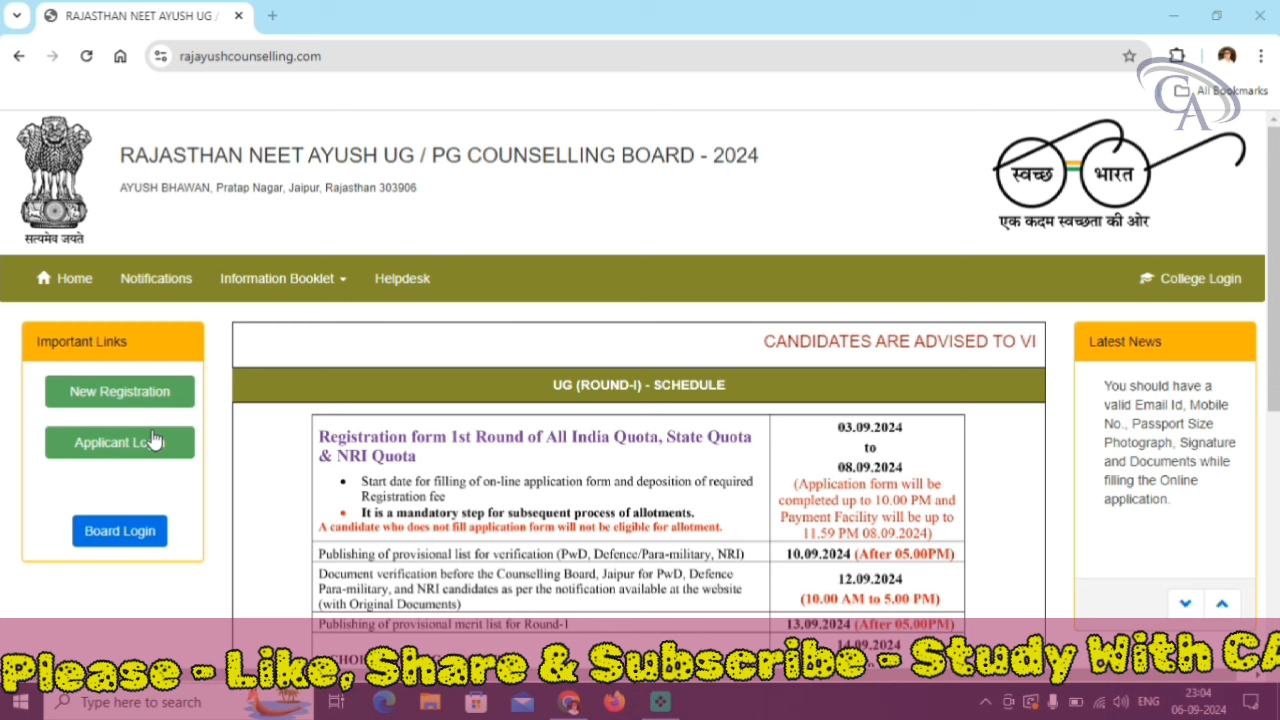 RAJASTHAN NEET AYUSH UG /
rajayushcounselling.com
All Bookmarks
CA
सत्यमेव जयते
RAJASTHAN NEET AYUSH UG / PG COUNSELLING BOARD - 2024
AYUSH BHAWAN, Pratap Nagar, Jaipur, Rajasthan 303906
स्वच्छ भारत
एक कदम स्वच्छता की ओर
Home Notifications Information Booklet Helpdesk College Login
Important Links
New Registration
Applicant
Board Login
CANDIDATES ARE ADVISED TO VI
UG (ROUND-I) - SCHEDULE
Registration form 1st Round of All India Quota, State Quota
& NRI Quota
• Start date for filling of on-line application form and deposition of required
Registration fee
• It is a mandatory step for subsequent process of allotments.
A candidate who does not fill application form will not be eligible for allotment.
03.09.2024
to
08.09.2024
(Application form will be
completed up to 10.00 PM and
Payment Facility will be up to
11.59 PM 08.09.2024)
Publishing of provisional list for verification (PwD, Defence/Para-military, NRI)
10.09.2024 (After 05.00PM)
Document verification before the Counselling Board, Jaipur for PwD, Defence
Para-military, and NRI candidates as per the notification available at the website
(with Original Documents)
12.09.2024
(10.00 AM to 5.00 PM)
Publishing of provisional merit list for Round-1
13.09.2024 (After 05.00PM)
14.09.2024
Latest News
You should have a
valid Email Id, Mobile
No., Passport Size
Photograph, Signature
and Documents while
filling the Online
application.
Please - Like, Share & Subscribe - Study With CA
Type here to search
ENG
23:04
06-09-2024